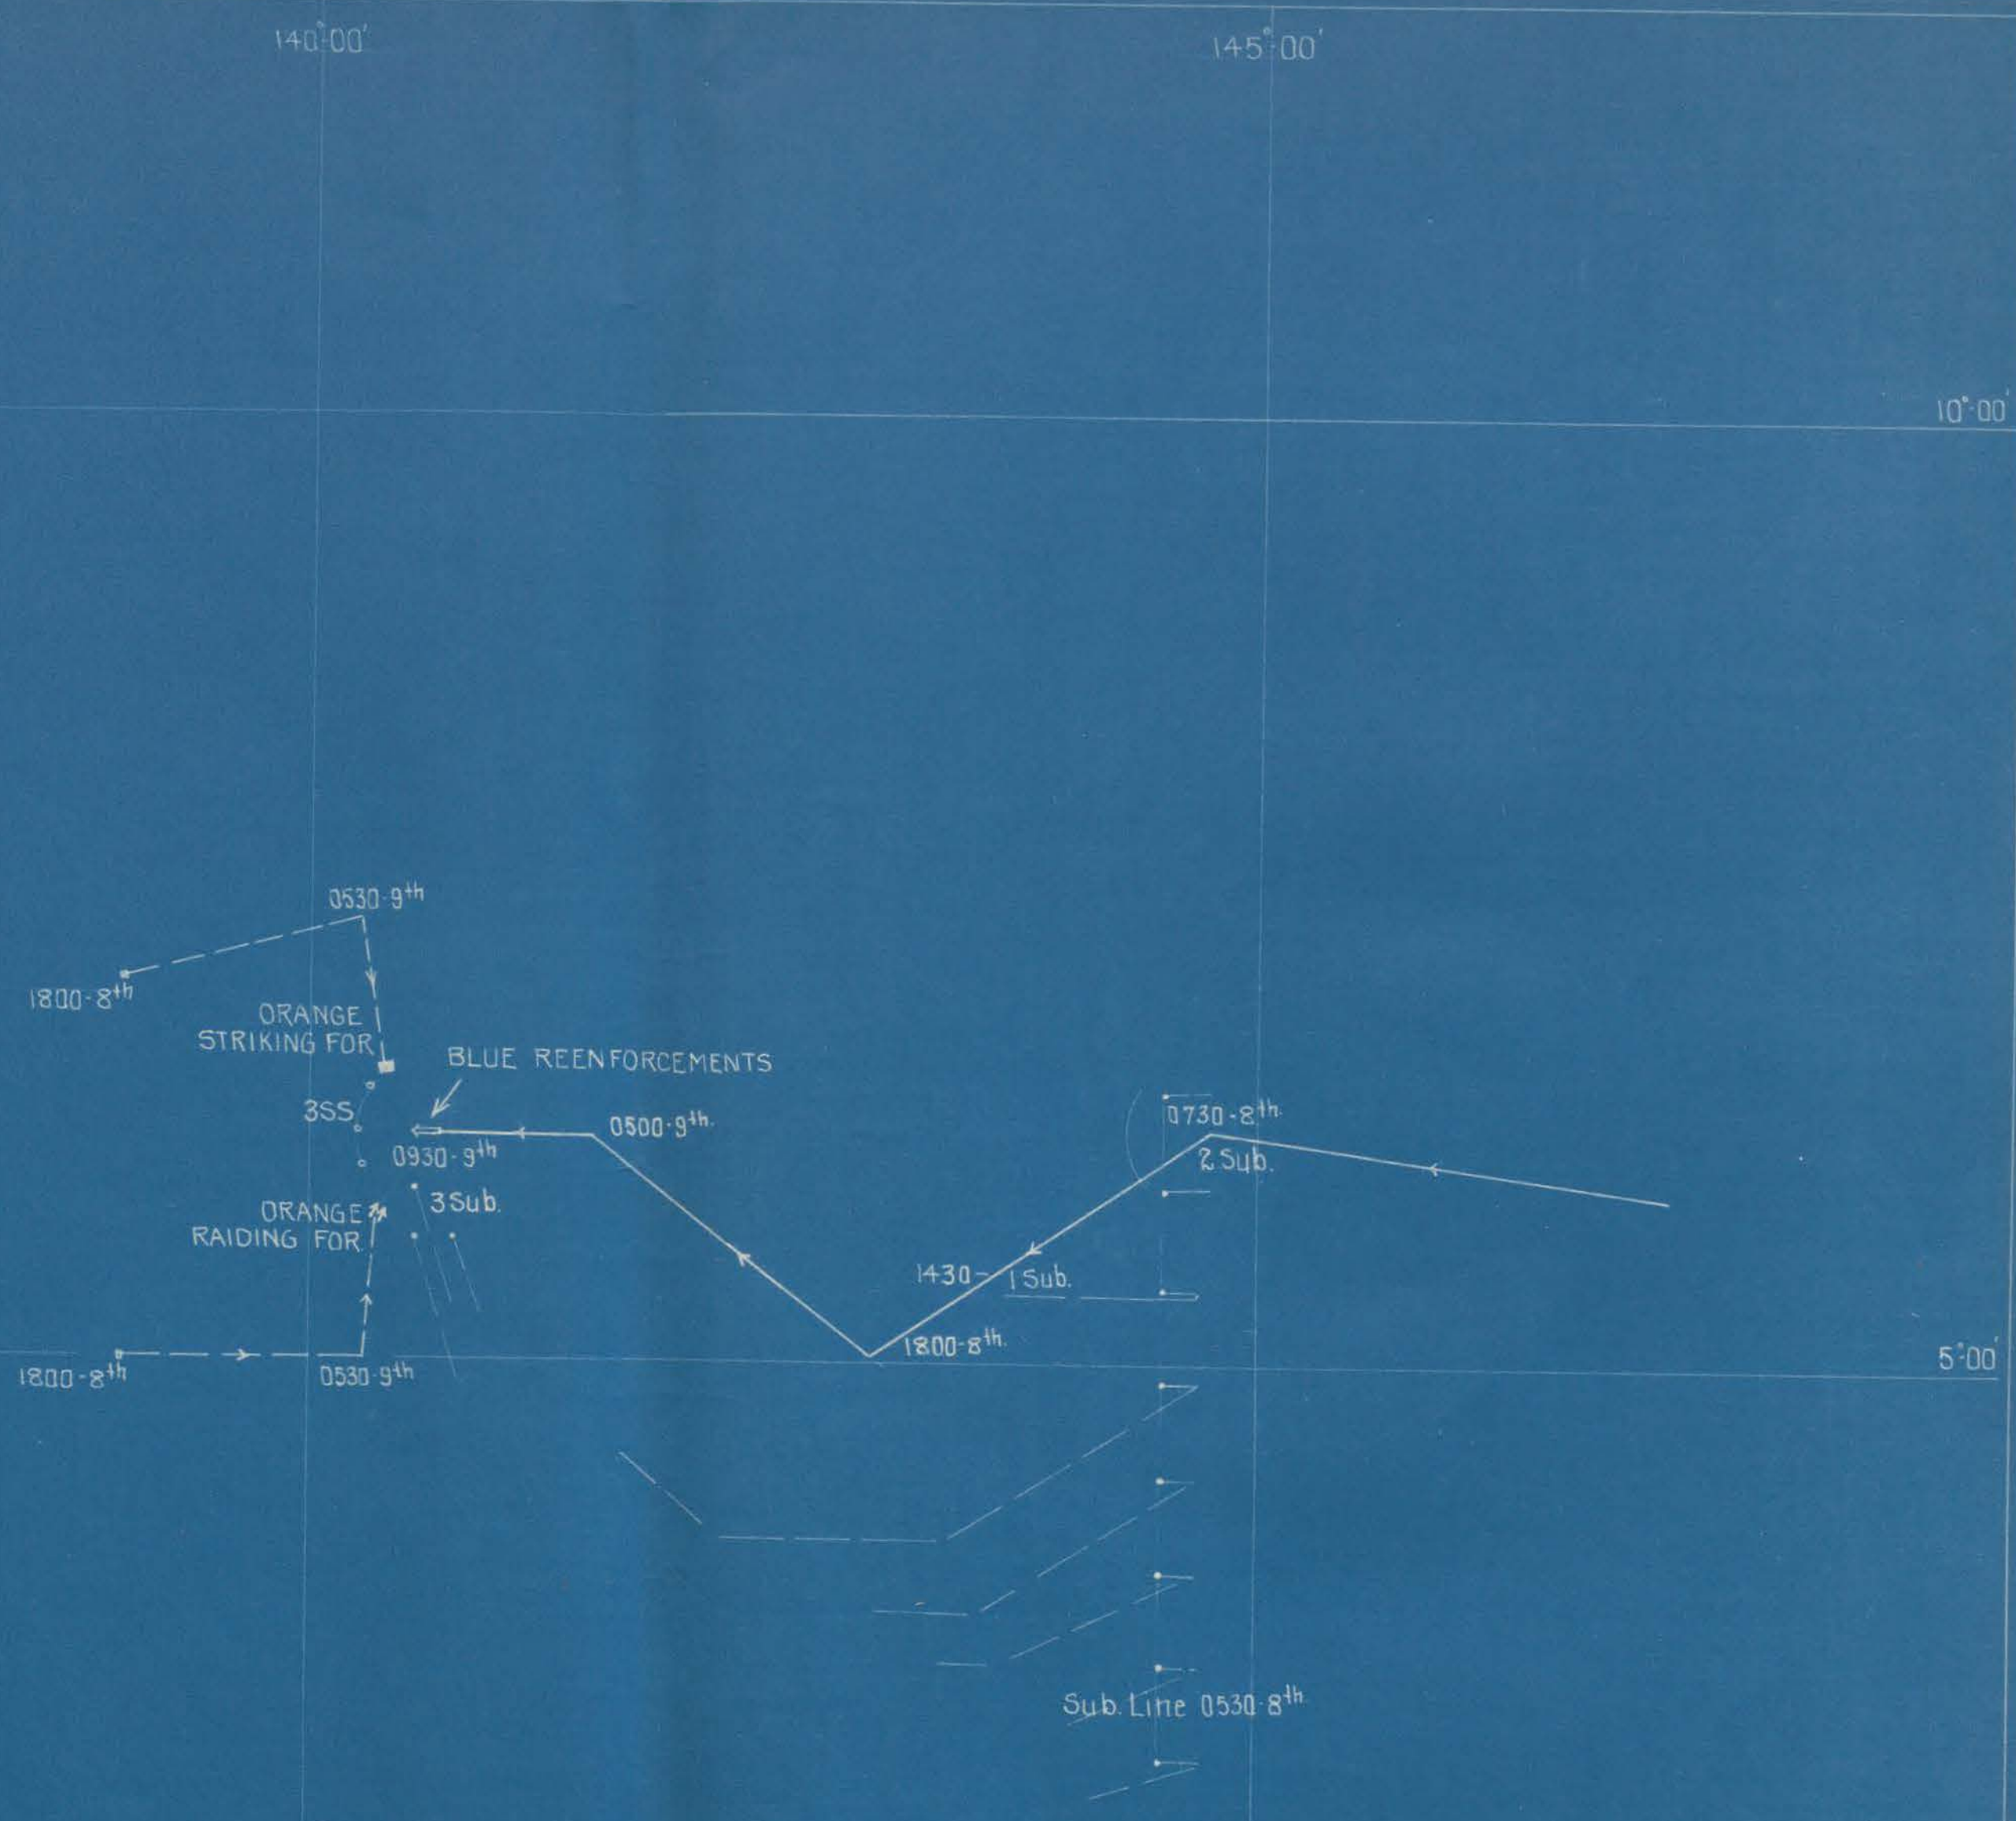 140°00'
145°00'
10°-00'
0530-9th
1800-8th
ORANGE
STRIKING FOR
BLUE REENFORCEMENTS
3SS
0500-9th.
0730-8th.
0930-9th
2 Sub.
3 Sub.
ORANGE
RAIDING FOR
1430-
1 Sub.
1800-8th.
5°00'
1800-8th
0530-9th
Sub. Line 0530-8th